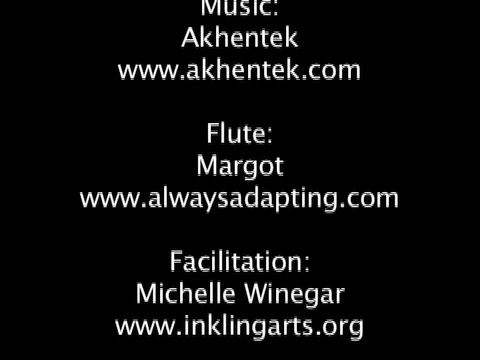 Music:
Akhentek
www.akhentek.com
Flute:
Margot
www.alwaysadapting.com
Facilitation:
Michelle Winegar
www.inklingarts.org